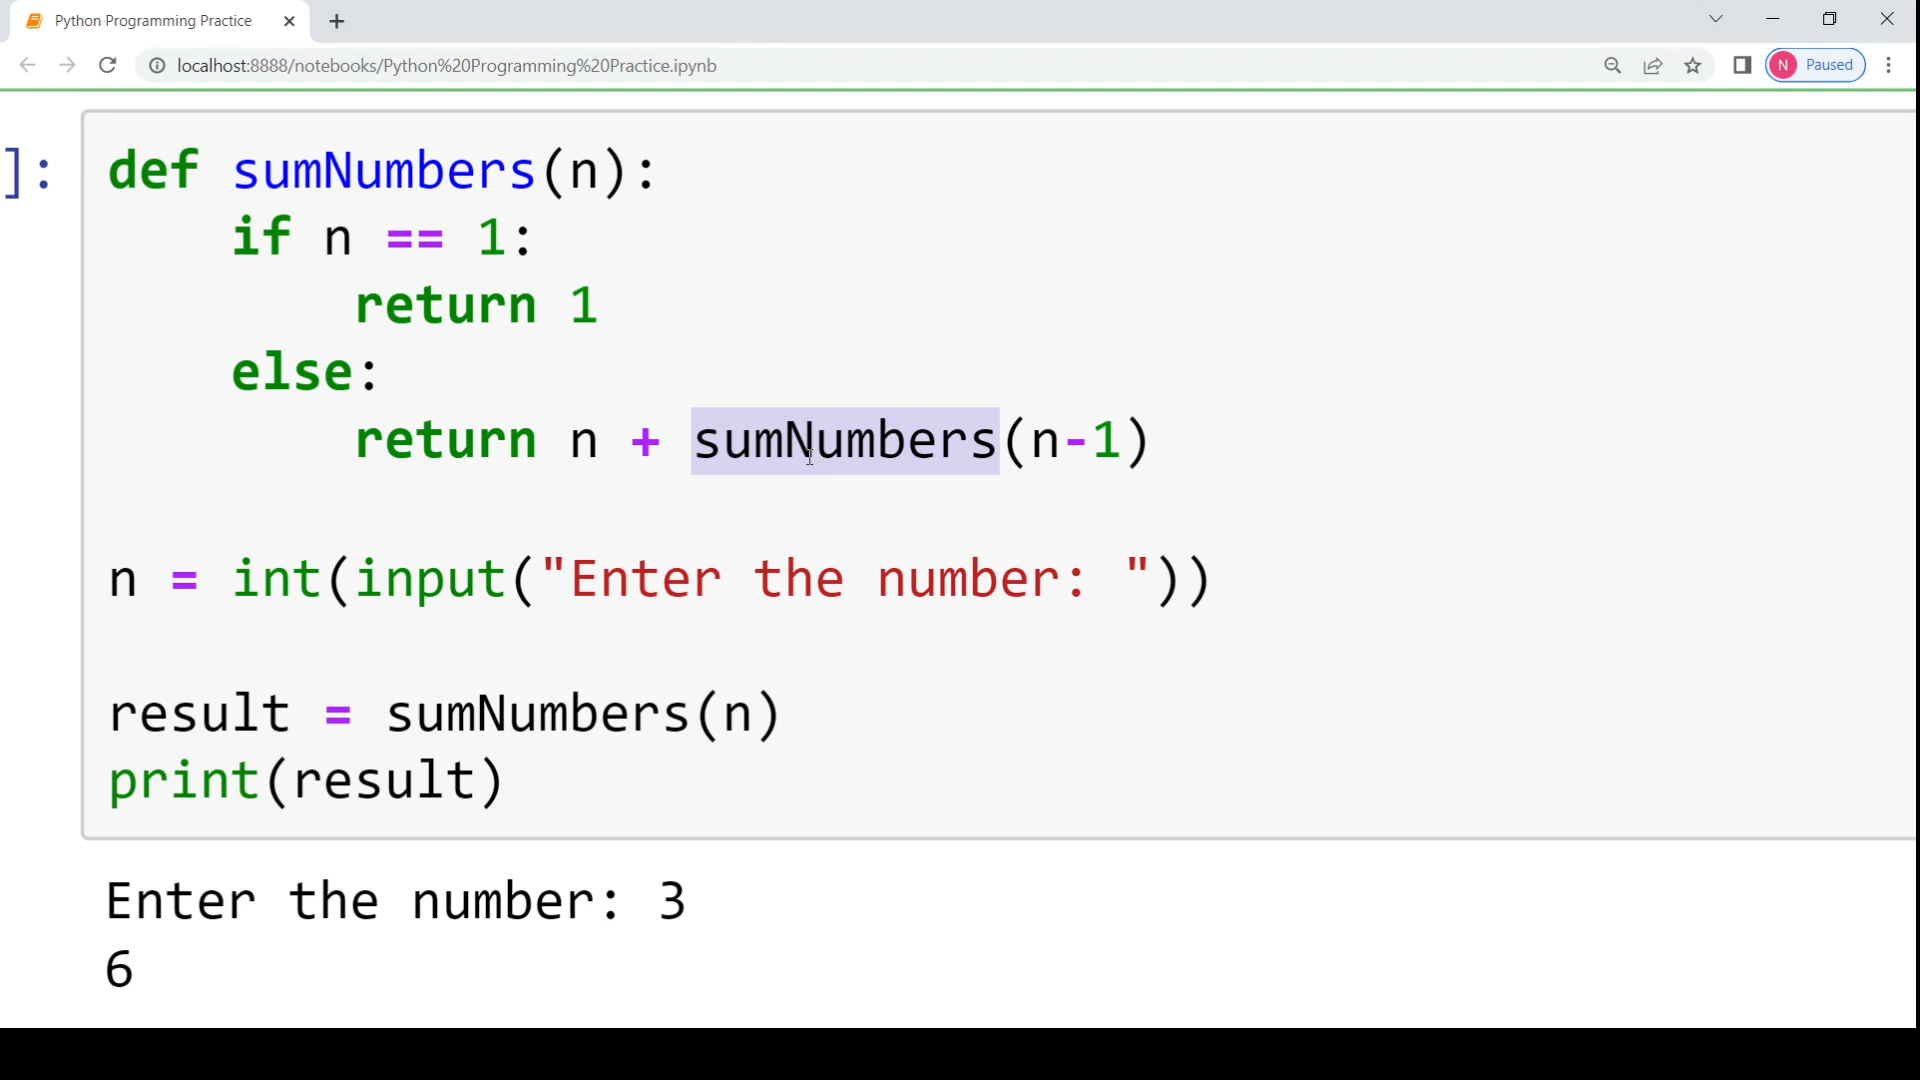 Python Programming Practice
localhost:8888/notebooks/Python%20Programming%20Practice.ipynb
N Paused
]: def sumNumbers(n):
    if n == 1:
        return 1
    else:
        return n + sumNumbers(n-1)
n = int(input("Enter the number: "))
result = sumNumbers(n)
print(result)
Enter the number: 3
6